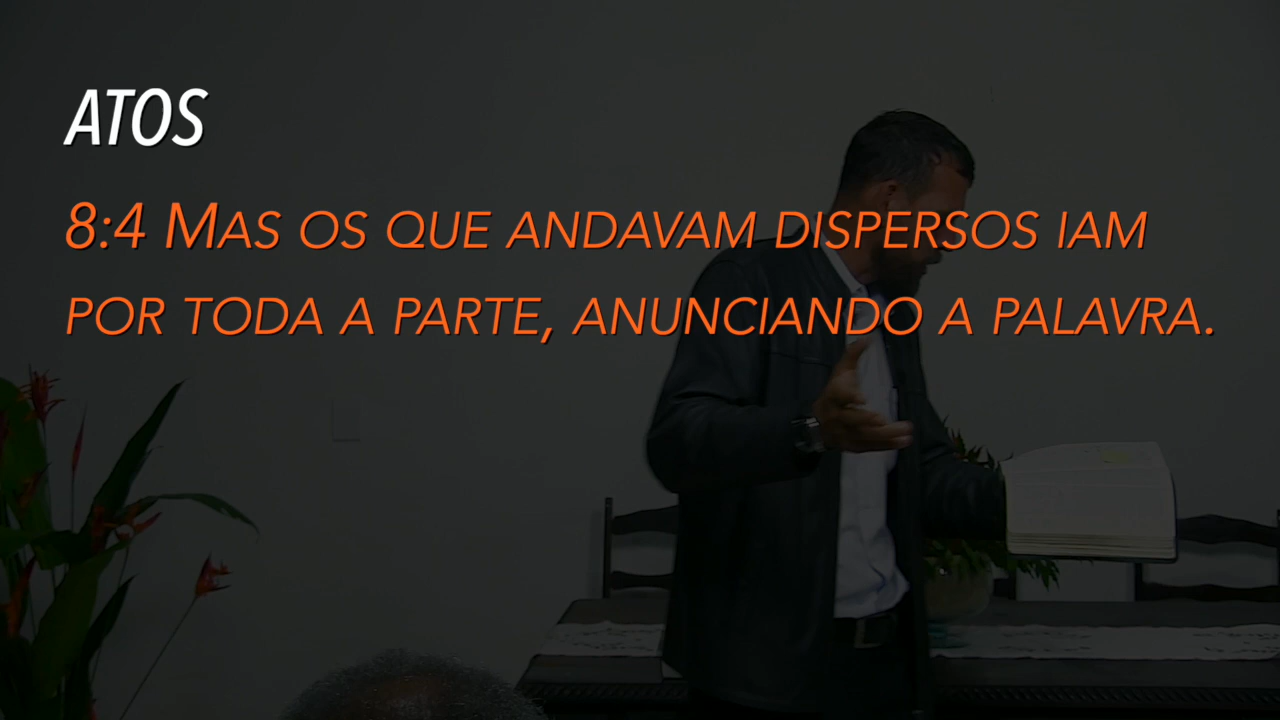 ATOS
8:4 MAS OS QUE ANDAVAM DISPERSOS IAM
POR TODA A PARTE, ANUNCIANDO A PALAVRA.